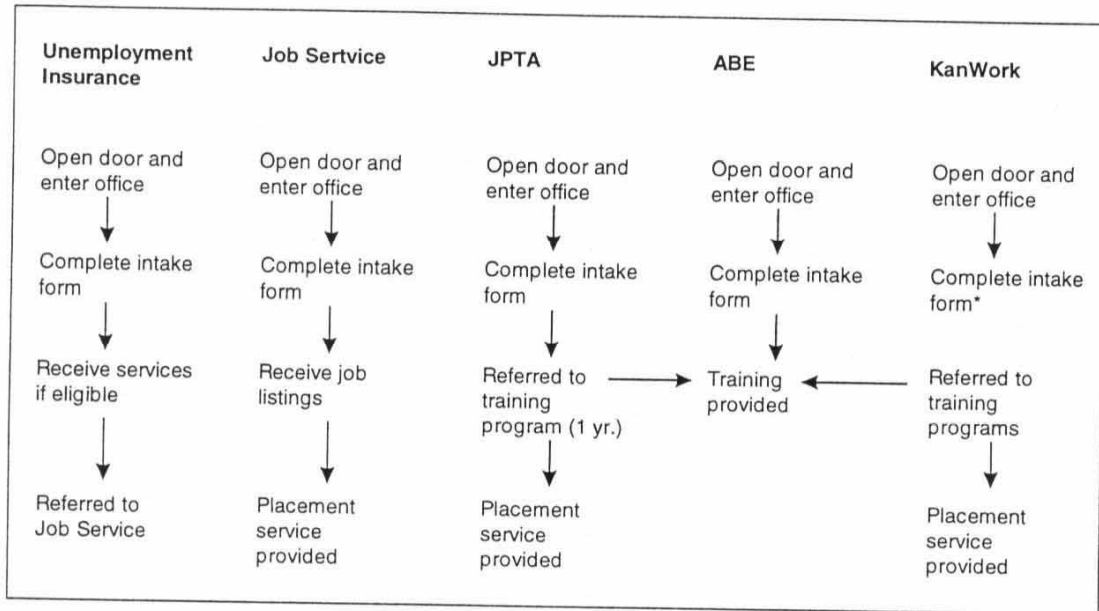 Unemployment
Insurance
Job Sertvice
JPTA
ABE
KanWork
Open door and
enter office
Open door and
enter office
Open door and
enter office
Open door and
enter office
Open door and
enter office
Complete intake
form
Complete intake
form
Complete intake
form
Complete intake
form
Complete intake
form*
Receive services
if eligible
Receive job
listings
Referred to
training
program (1 yr.)
Training
provided
Referred to
training
programs
Referred to
Job Service
Placement
service
provided
Placement
service
provided
Placement
service
provided